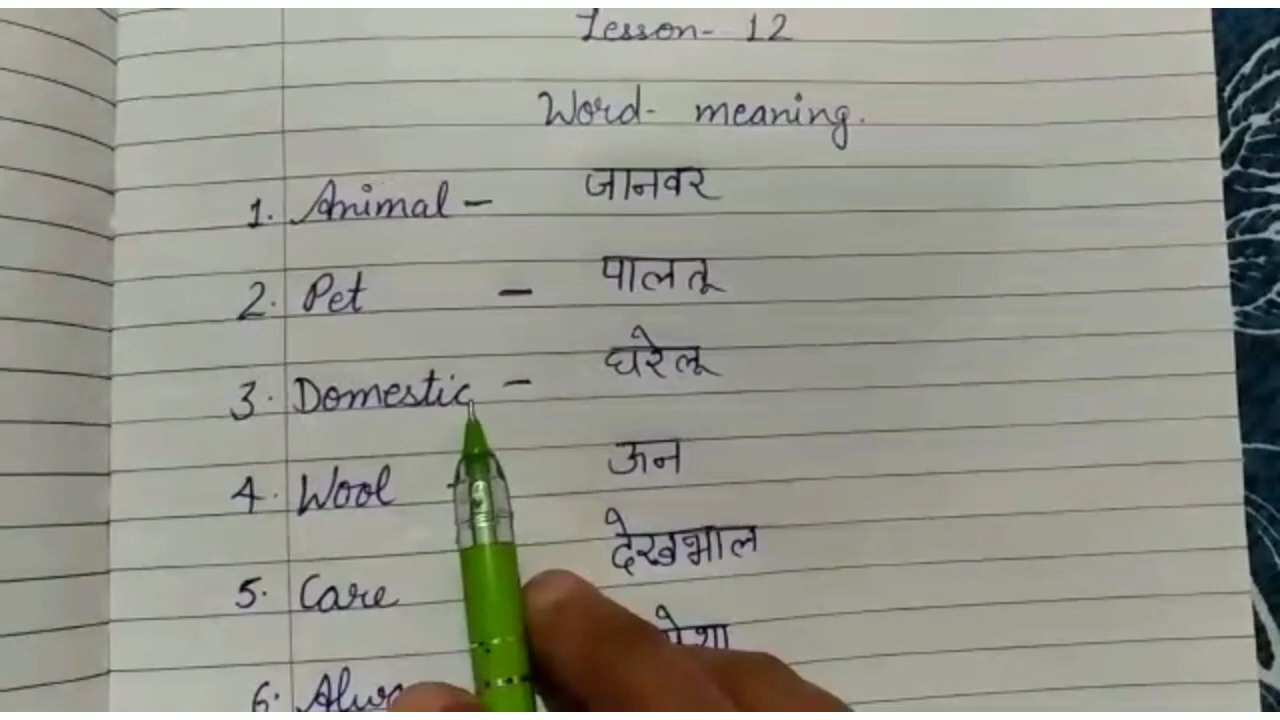 Lesson- 12
Word- meaning.
1. Animal - जानवर
2. Pet - पालतू
3. Domestic - घरेलू
4. Wool ऊन
5. Care देखभाल
6.